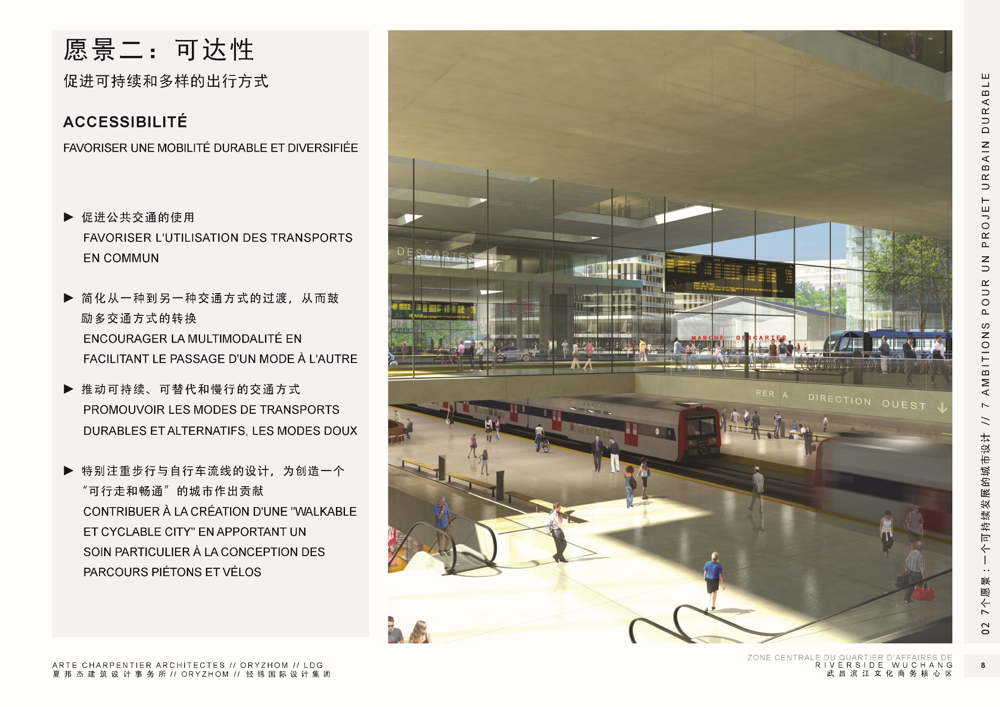 愿景二：可达性
促进可持续和多样的出行方式
ACCESSIBILITÉ
FAVORISER UNE MOBILITÉ DURABLE ET DIVERSIFIÉE
▶ 促进公共交通的使用
FAVORISER L'UTILISATION DES TRANSPORTS
EN COMMUN
▶ 简化从一种到另一种交通方式的过渡，从而鼓
励多交通方式的转换
ENCOURAGER LA MULTIMODALITÉ EN
FACILITANT LE PASSAGE D'UN MODE À L'AUTRE
▶ 推动可持续、可替代和慢行的交通方式
PROMOUVOIR LES MODES DE TRANSPORTS
DURABLES ET ALTERNATIFS, LES MODES DOUX
▶ 特别注重步行与自行车流线的设计，为创造一个
“可行走和畅通”的城市作出贡献
CONTRIBUER À LA CRÉATION D'UNE "WALKABLE
ET CYCLABLE CITY" EN APPORTANT UN
SOIN PARTICULIER À LA CONCEPTION DES
PARCOURS PIÉTONS ET VÉLOS
DESCARTES
TRAMWAY RER A METRO
MARCHÉ DESCARTES
RER A DIRECTION OUEST
02 7个愿景：一个可持续发展的城市设计 // 7 AMBITIONS POUR UN PROJET URBAIN DURABLE
ARTE CHARPENTIER ARCHITECTES // ORYZHOM // LDG
夏邦杰建筑设计事务所 // ORYZHOM // 经纬国际设计集团
ZONE CENTRALE DU QUARTIER D'AFFAIRES DE
RIVERSIDE WUCHANG
武昌滨江文化商务核心区
8